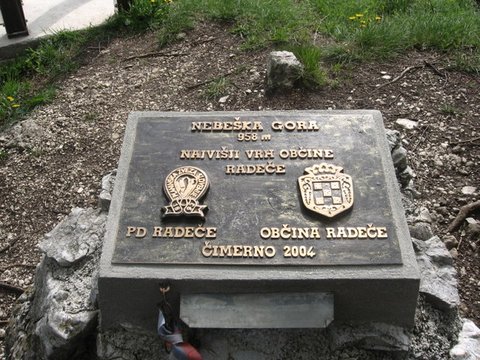 NEBEŠKA GORA
958 m
NAJVIŠJI VRH OBČINE
RADEČE
PD RADEČE OBČINA RADEČE
ČIMERNO 2004